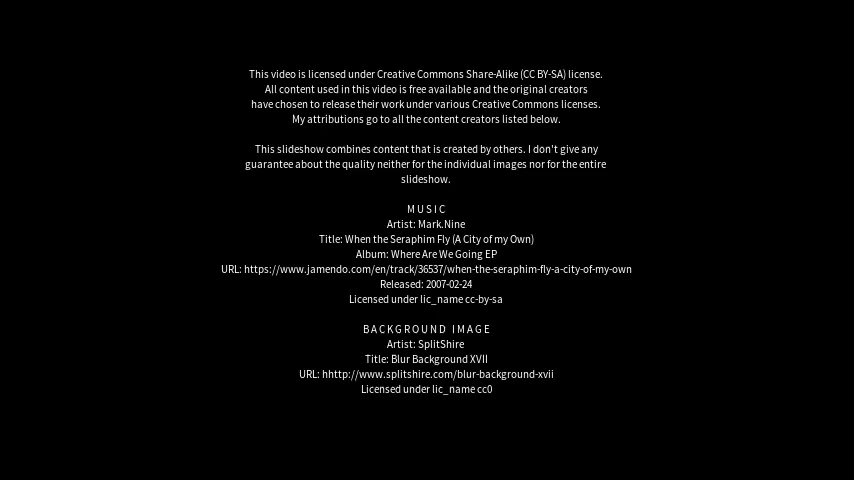 This video is licensed under Creative Commons Share-Alike (CC BY-SA) license.
All content used in this video is free available and the original creators
have chosen to release their work under various Creative Commons licenses.
My attributions go to all the content creators listed below.
This slideshow combines content that is created by others. I don't give any
guarantee about the quality neither for the individual images nor for the entire
slideshow.
MUSIC
Artist: Mark.Nine
Title: When the Seraphim Fly (A City of my Own)
Album: Where Are We Going EP
URL: https://www.jamendo.com/en/track/36537/when-the-seraphim-fly-a-city-of-my-own
Released: 2007-02-24
Licensed under lic_name cc-by-sa
BACKGROUND IMAGE
Artist: SplitShire
Title: Blur Background XVII
URL: hhttp://www.splitshire.com/blur-background-xvii
Licensed under lic_name cc0